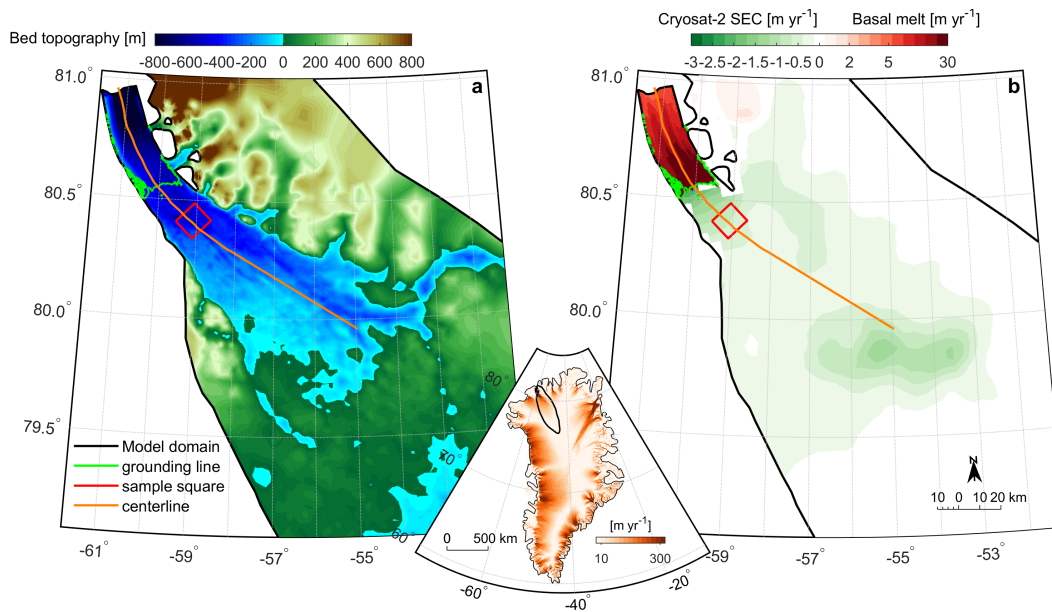 Bed topography [m]
-800 -600 -400 -200 0 200 400 600 800
Cryosat-2 SEC [m yr⁻¹] Basal melt [m yr⁻¹]
-3 -2.5 -2 -1.5 -1 -0.5 0 2 5 30
a
81.0°
80.5°
80.0°
79.5°
-61° -59° -57° -55°
Model domain
grounding line
sample square
centerline
80°
70°
60°
-60° -40° -20°
0 500 km
[m yr⁻¹]
10 300
b
81.0°
80.5°
80.0°
79.5°
-59° -57° -55° -53°
N
10 0 10 20 km